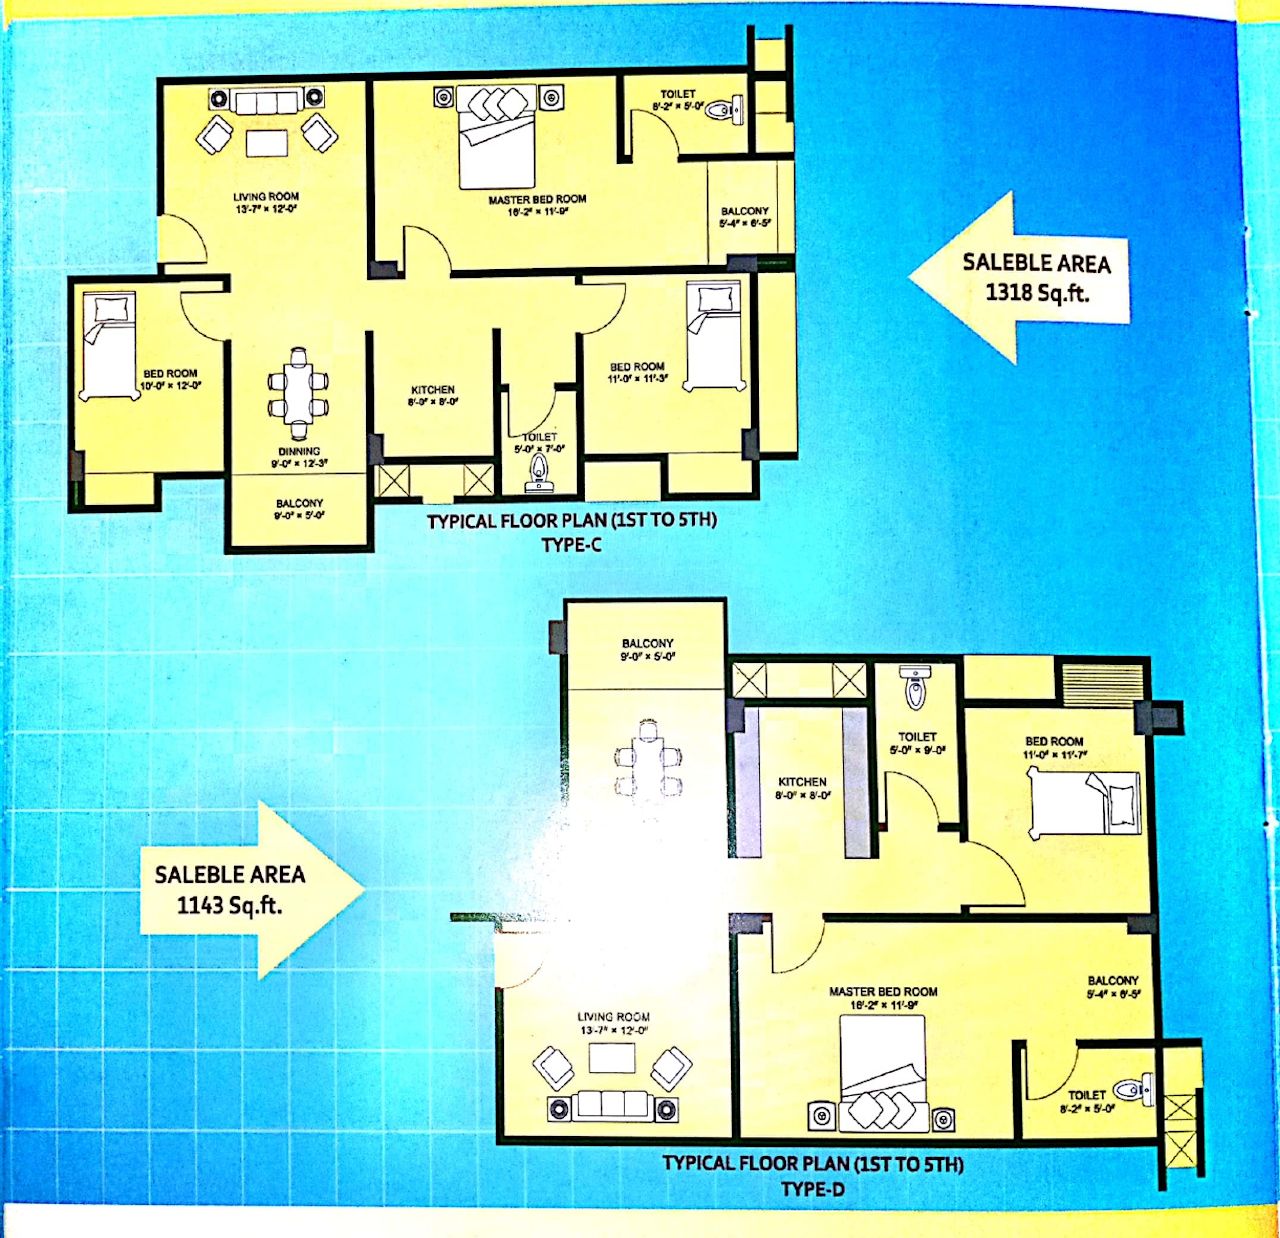 TOILET
8'-2" × 5'-0"
LIVING ROOM
13'-7" × 12'-0"
MASTER BED ROOM
16'-2" × 11'-9"
BALCONY
5'-4" × 6'-5"
SALEBLE AREA
1318 Sq.ft.
BED ROOM
10'-0" × 12'-0"
BED ROOM
11'-0" × 11'-3"
KITCHEN
8'-0" × 8'-0"
DINNING
9'-0" × 12'-3"
TOILET
5'-0" × 7'-0"
BALCONY
9'-0" × 5'-0"
TYPICAL FLOOR PLAN (1ST TO 5TH)
TYPE-C
BALCONY
9'-0" × 5'-0"
TOILET
5'-0" × 9'-0"
BED ROOM
11'-0" × 11'-7"
KITCHEN
8'-0" × 8'-0"
SALEBLE AREA
1143 Sq.ft.
MASTER BED ROOM
16'-2" × 11'-9"
BALCONY
5'-4" × 6'-5"
LIVING ROOM
13'-7" × 12'-0"
TOILET
8'-2" × 5'-0"
TYPICAL FLOOR PLAN (1ST TO 5TH)
TYPE-D